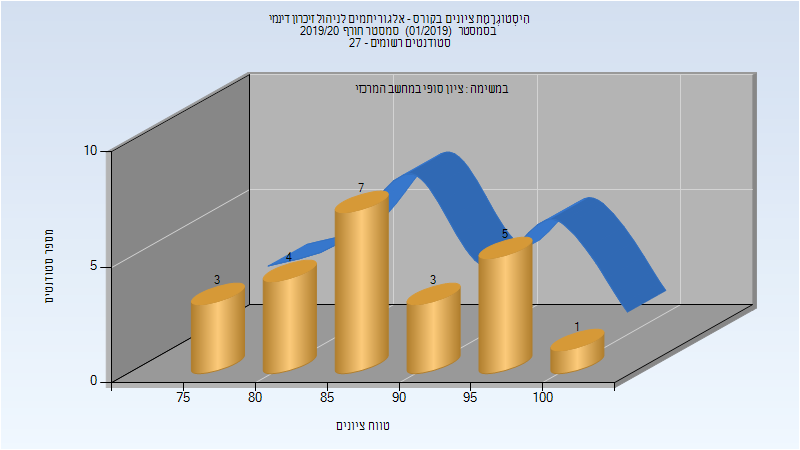 הִיסְטוֹגְרָמַת ציונים בקורס - אלגוריתמים לניהול זיכרון דינמי
בסמסטר (01/2019) סמסטר חורף 2019/20
סטודנטים רשומים - 27
במשימה : ציון סופי במחשב המרכזי
מספר סטודנטים
10
5
0
3
4
7
3
5
1
75
80
85
90
95
100
טווח ציונים